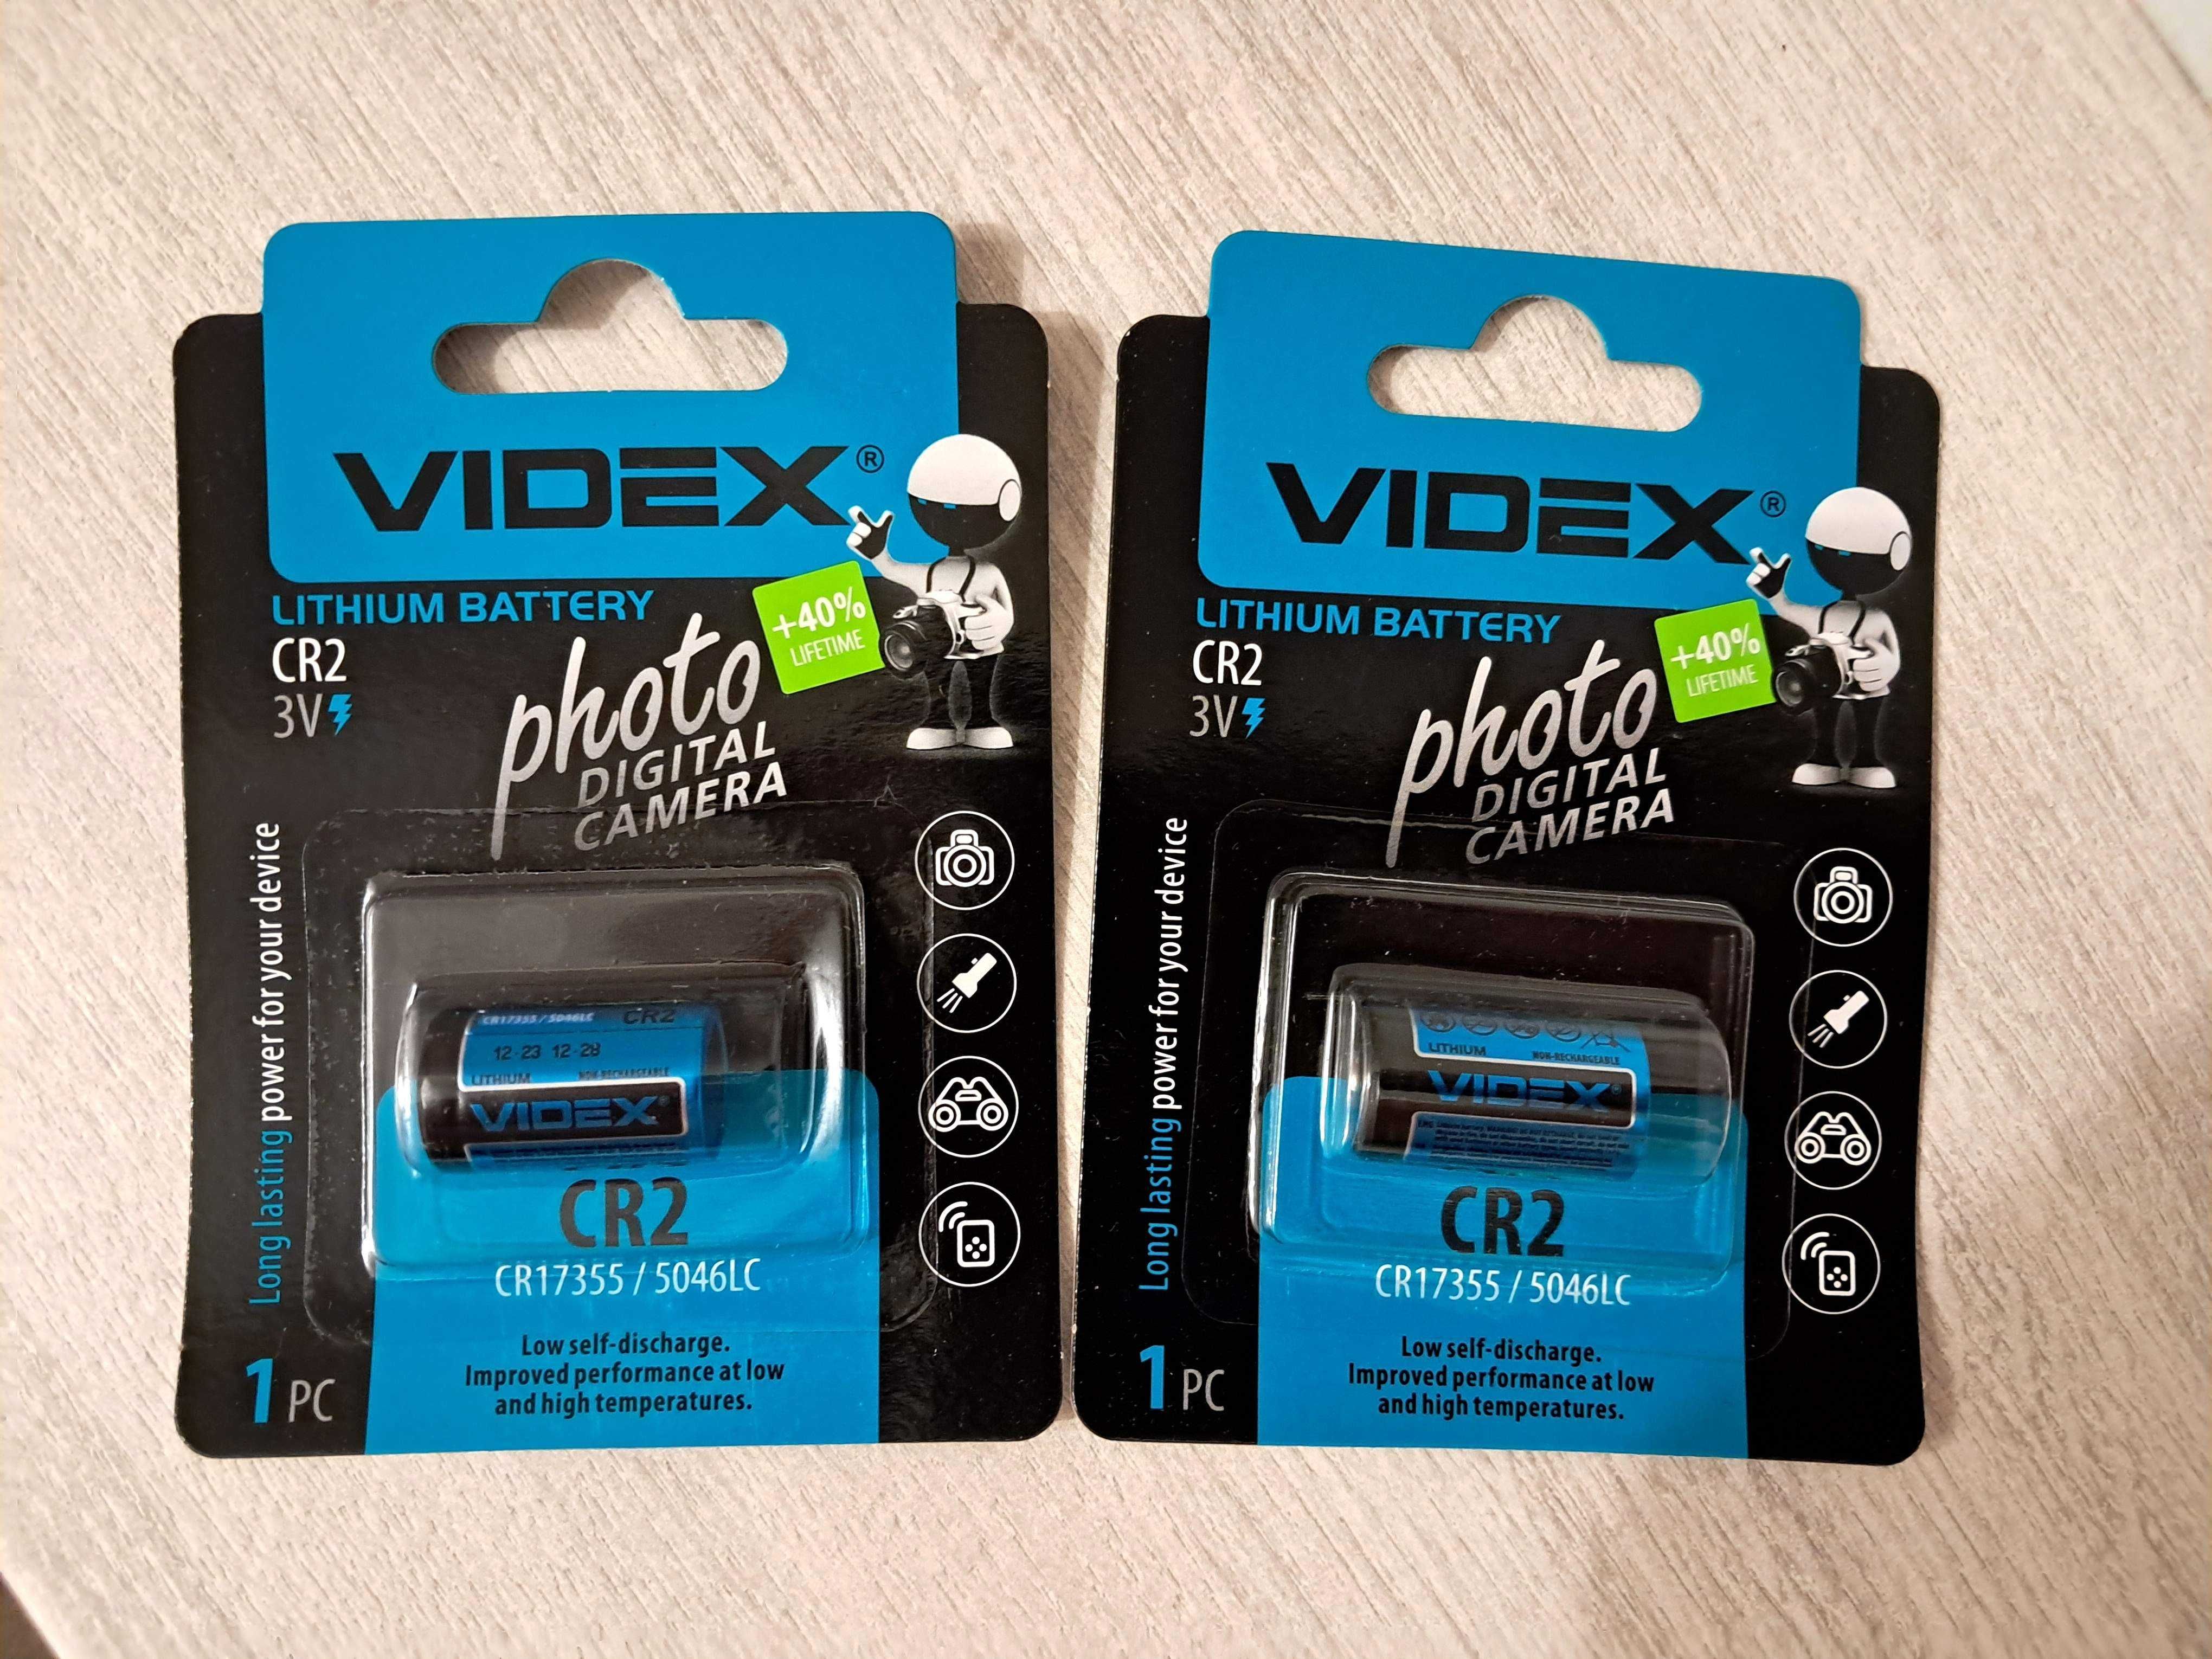 VIDEX®
LITHIUM BATTERY
CR2
3V
photo
DIGITAL
CAMERA
+40%
LIFETIME
Long lasting power for your device
CR17355 / 5046LC CR2
12-23 12-28
LITHIUM NON-RECHARGEABLE
VIDEX®
CR2
CR17355 / 5046LC
Low self-discharge.
Improved performance at low
and high temperatures.
1 PC
VIDEX®
LITHIUM BATTERY
CR2
3V
photo
DIGITAL
CAMERA
+40%
LIFETIME
Long lasting power for your device
LITHIUM NON-RECHARGEABLE
VIDEX®
CR2
CR17355 / 5046LC
Low self-discharge.
Improved performance at low
and high temperatures.
1 PC